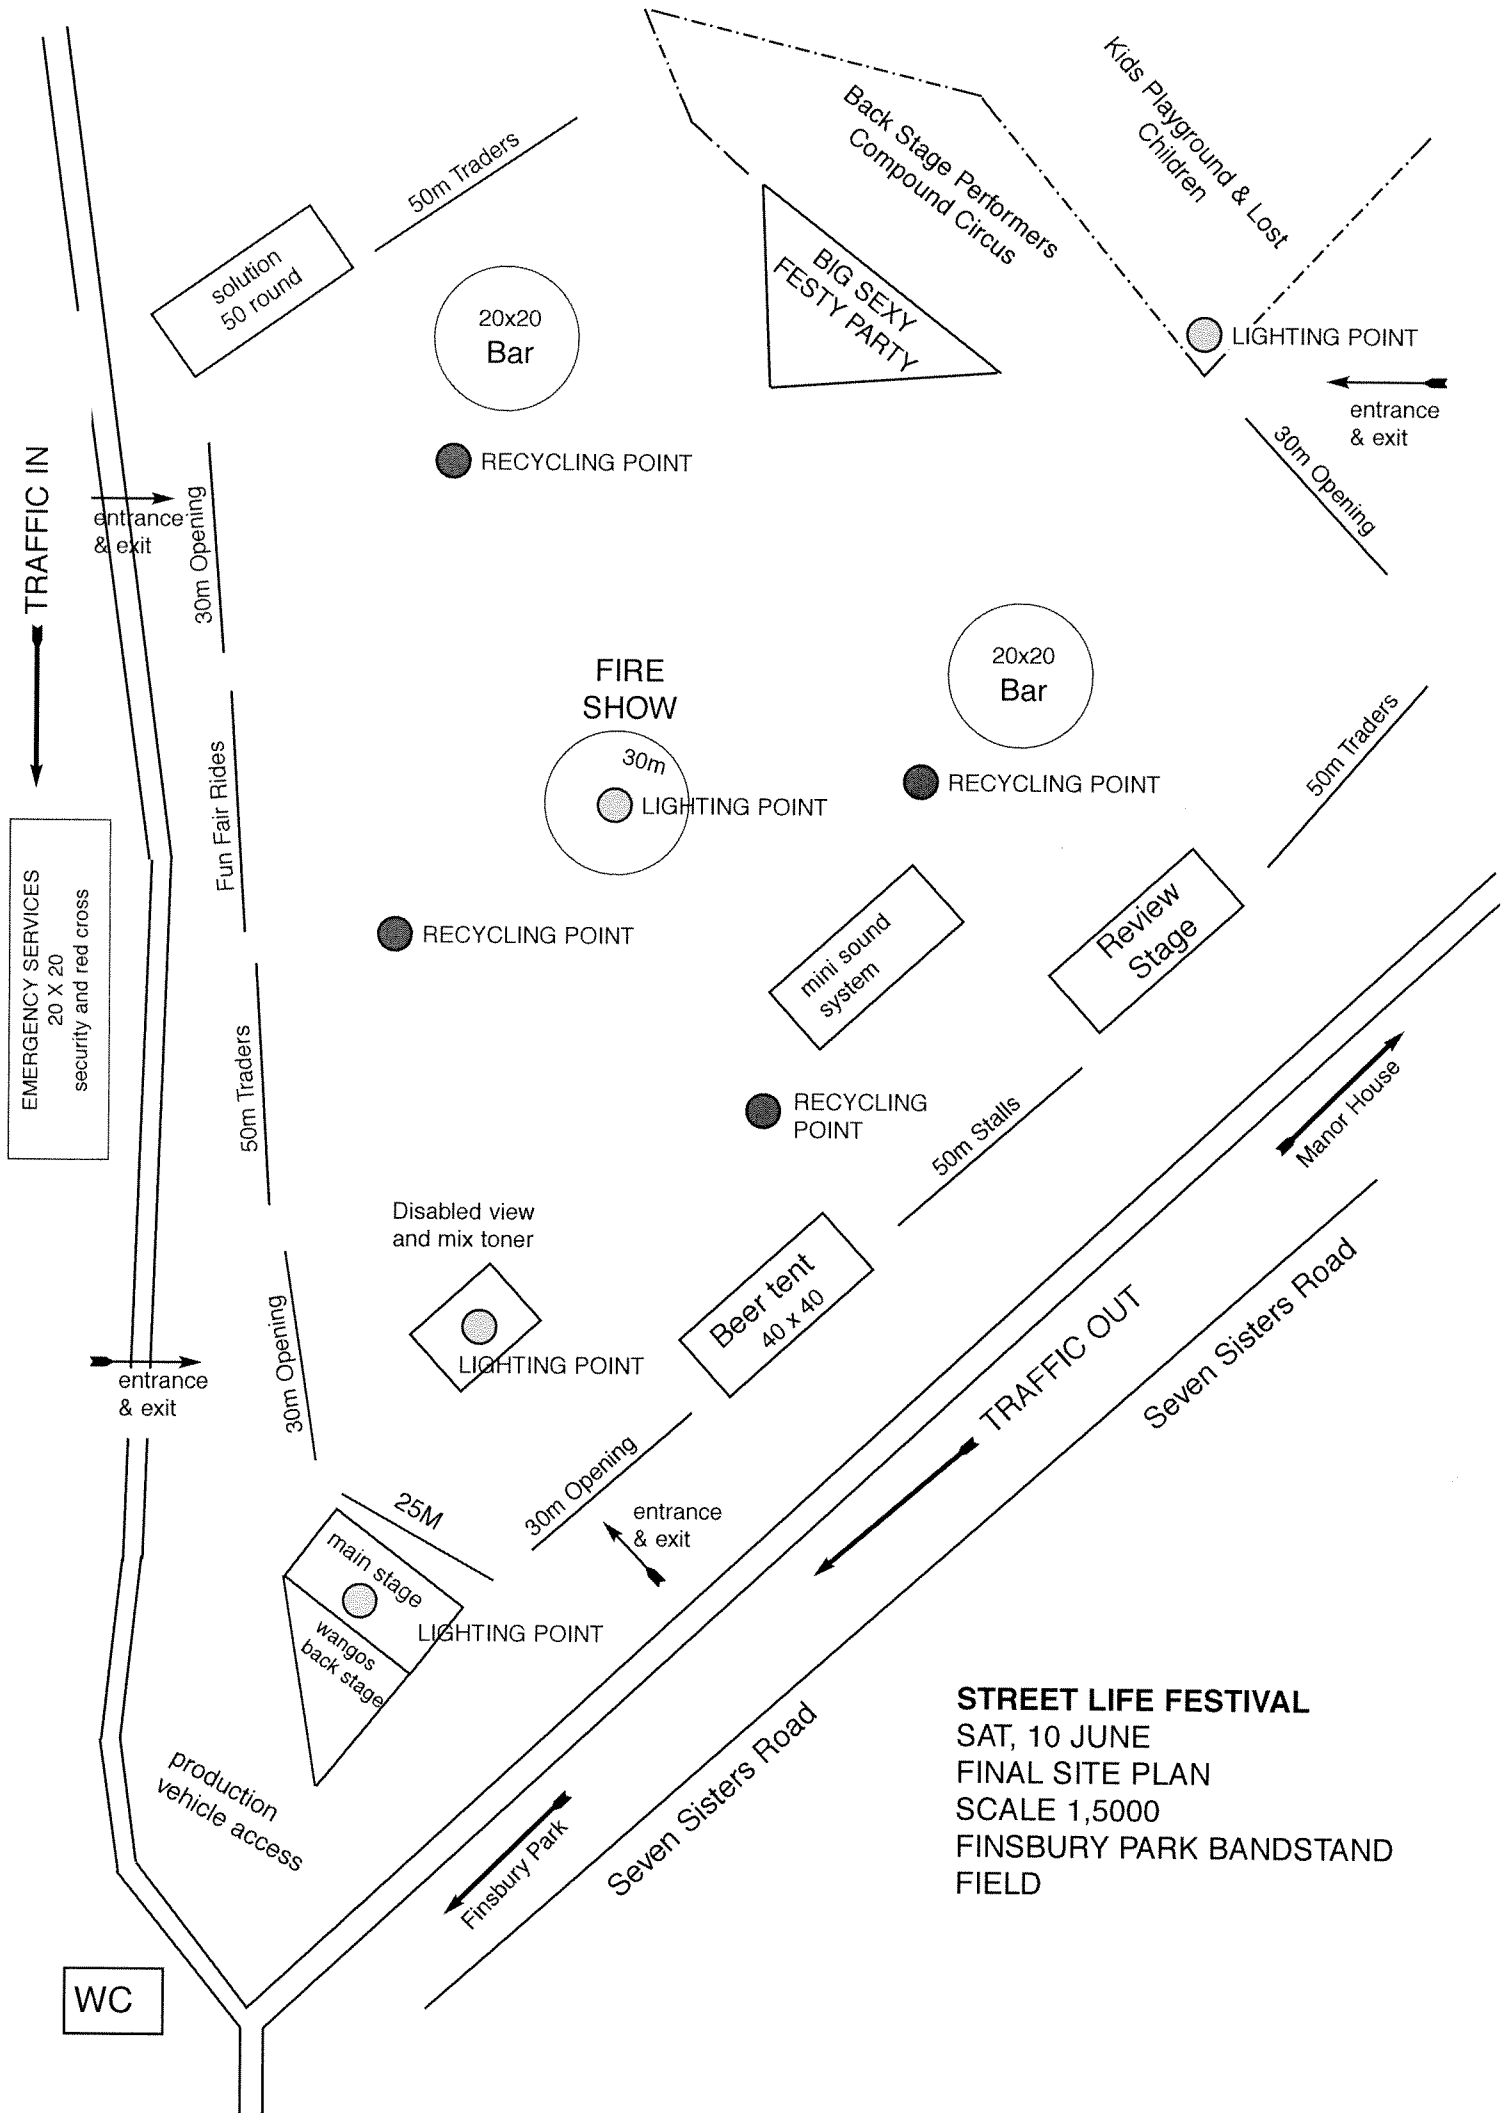 Kids Playground & Lost
Children
Back Stage Performers
Compound Circus
50m Traders
solution
50 round
20x20
Bar
BIG SEXY
FESTY PARTY
LIGHTING POINT
entrance
& exit
30m Opening
RECYCLING POINT
TRAFFIC IN
entrance
& exit
30m Opening
FIRE
SHOW
30m
LIGHTING POINT
20x20
Bar
RECYCLING POINT
50m Traders
Fun Fair Rides
EMERGENCY SERVICES
20 X 20
security and red cross
RECYCLING POINT
mini sound
system
Review
Stage
50m Traders
RECYCLING
POINT
50m Stalls
Manor House
Disabled view
and mix toner
LIGHTING POINT
Beer tent
40 x 40
TRAFFIC OUT
Seven Sisters Road
30m Opening
entrance
& exit
30m Opening
entrance
& exit
25M
main stage
LIGHTING POINT
wangos
back stage
production
vehicle access
Finsbury Park
Seven Sisters Road
WC
STREET LIFE FESTIVAL
SAT, 10 JUNE
FINAL SITE PLAN
SCALE 1,5000
FINSBURY PARK BANDSTAND
FIELD